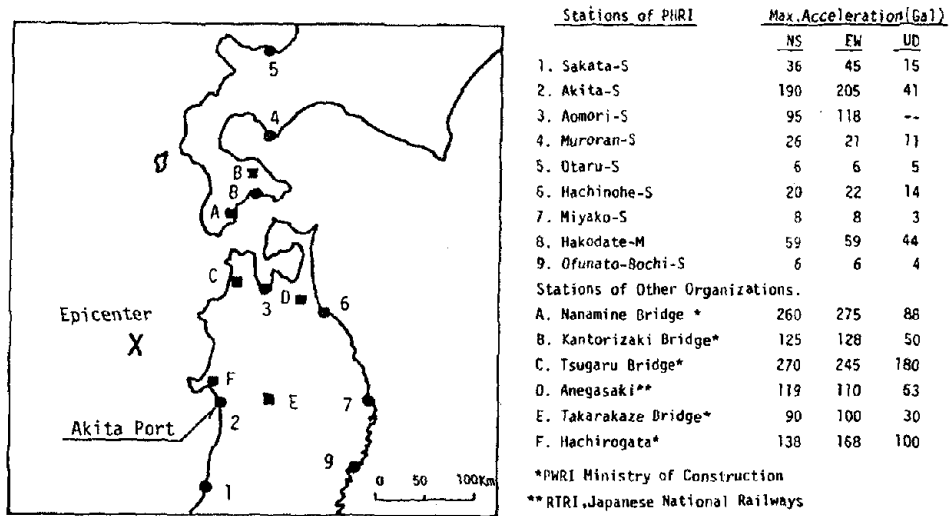 5
4
B
8
A
C
3
D
6
Epicenter
X
F
E
7
2
Akita Port
9
1
0 50 100Km
Stations of PHRI Max.Acceleration(Gal)
NS EW UD
1. Sakata-S 36 45 15
2. Akita-S 190 205 41
3. Aomori-S 95 118 --
4. Muroran-S 26 21 11
5. Otaru-S 6 6 5
6. Hachinohe-S 20 22 14
7. Miyako-S 8 8 3
8. Hakodate-M 59 59 44
9. Ofunato-Bochi-S 6 6 4
Stations of Other Organizations.
A. Nanamine Bridge * 260 275 88
B. Kantorizaki Bridge* 125 128 50
C. Tsugaru Bridge* 270 245 180
D. Anegasaki** 119 110 63
E. Takarakaze Bridge* 90 100 30
F. Hachirogata* 138 168 100
*PWRI Ministry of Construction
**RTRI,Japanese National Railways